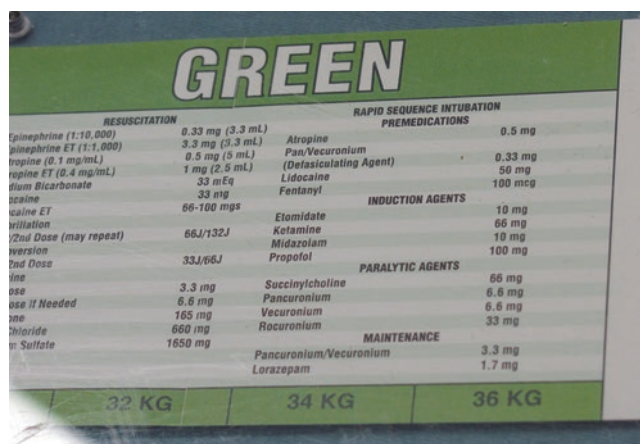 GREEN
RESUSCITATION
Epinephrine (1:10,000) 0.33 mg (3.3 mL)
Epinephrine ET (1:1,000) 3.3 mg (3.3 mL)
tropine (0.1 mg/mL) 0.5 mg (5 mL)
ropine ET (0.4 mg/mL) 1 mg (2.5 mL)
dium Bicarbonate 33 mEq
ocaine 33 mg
ocaine ET 66-100 mgs
brillation
/2nd Dose (may repeat) 66J/132J
oversion
2nd Dose 33J/66J
ine
ose 3.3 mg
ose if Needed 6.6 mg
one 165 mg
Chloride 660 mg
m Sulfate 1650 mg
RAPID SEQUENCE INTUBATION
PREMEDICATIONS
Atropine 0.5 mg
Pan/Vecuronium
(Defasiculating Agent) 0.33 mg
Lidocaine 50 mg
Fentanyl 100 mcg
INDUCTION AGENTS
Etomidate 10 mg
Ketamine 66 mg
Midazolam 10 mg
Propofol 100 mg
PARALYTIC AGENTS
Succinylcholine 66 mg
Pancuronium 6.6 mg
Vecuronium 6.6 mg
Rocuronium 33 mg
MAINTENANCE
Pancuronium/Vecuronium 3.3 mg
Lorazepam 1.7 mg
32 KG 34 KG 36 KG